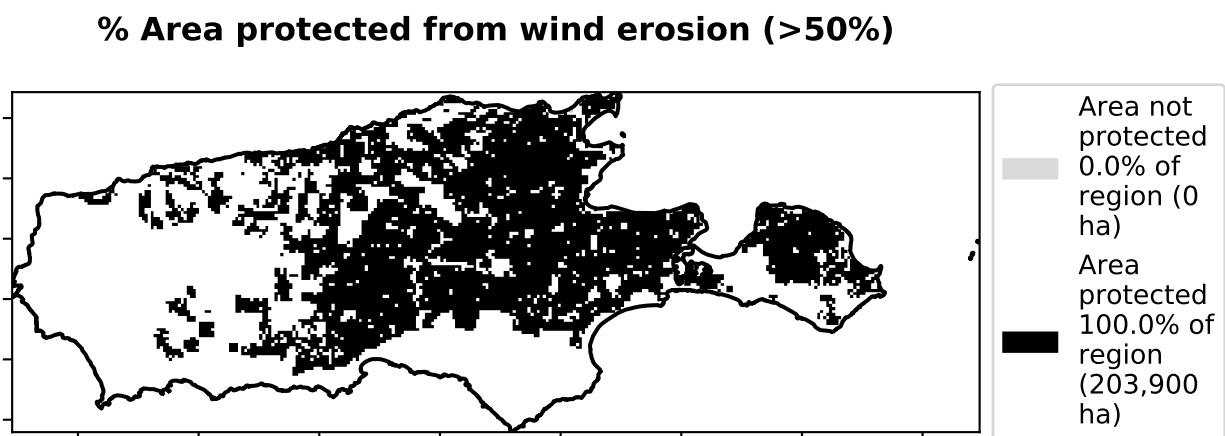 % Area protected from wind erosion (>50%)
Area not
protected
0.0% of
region (0
ha)
Area
protected
100.0% of
region
(203,900
ha)